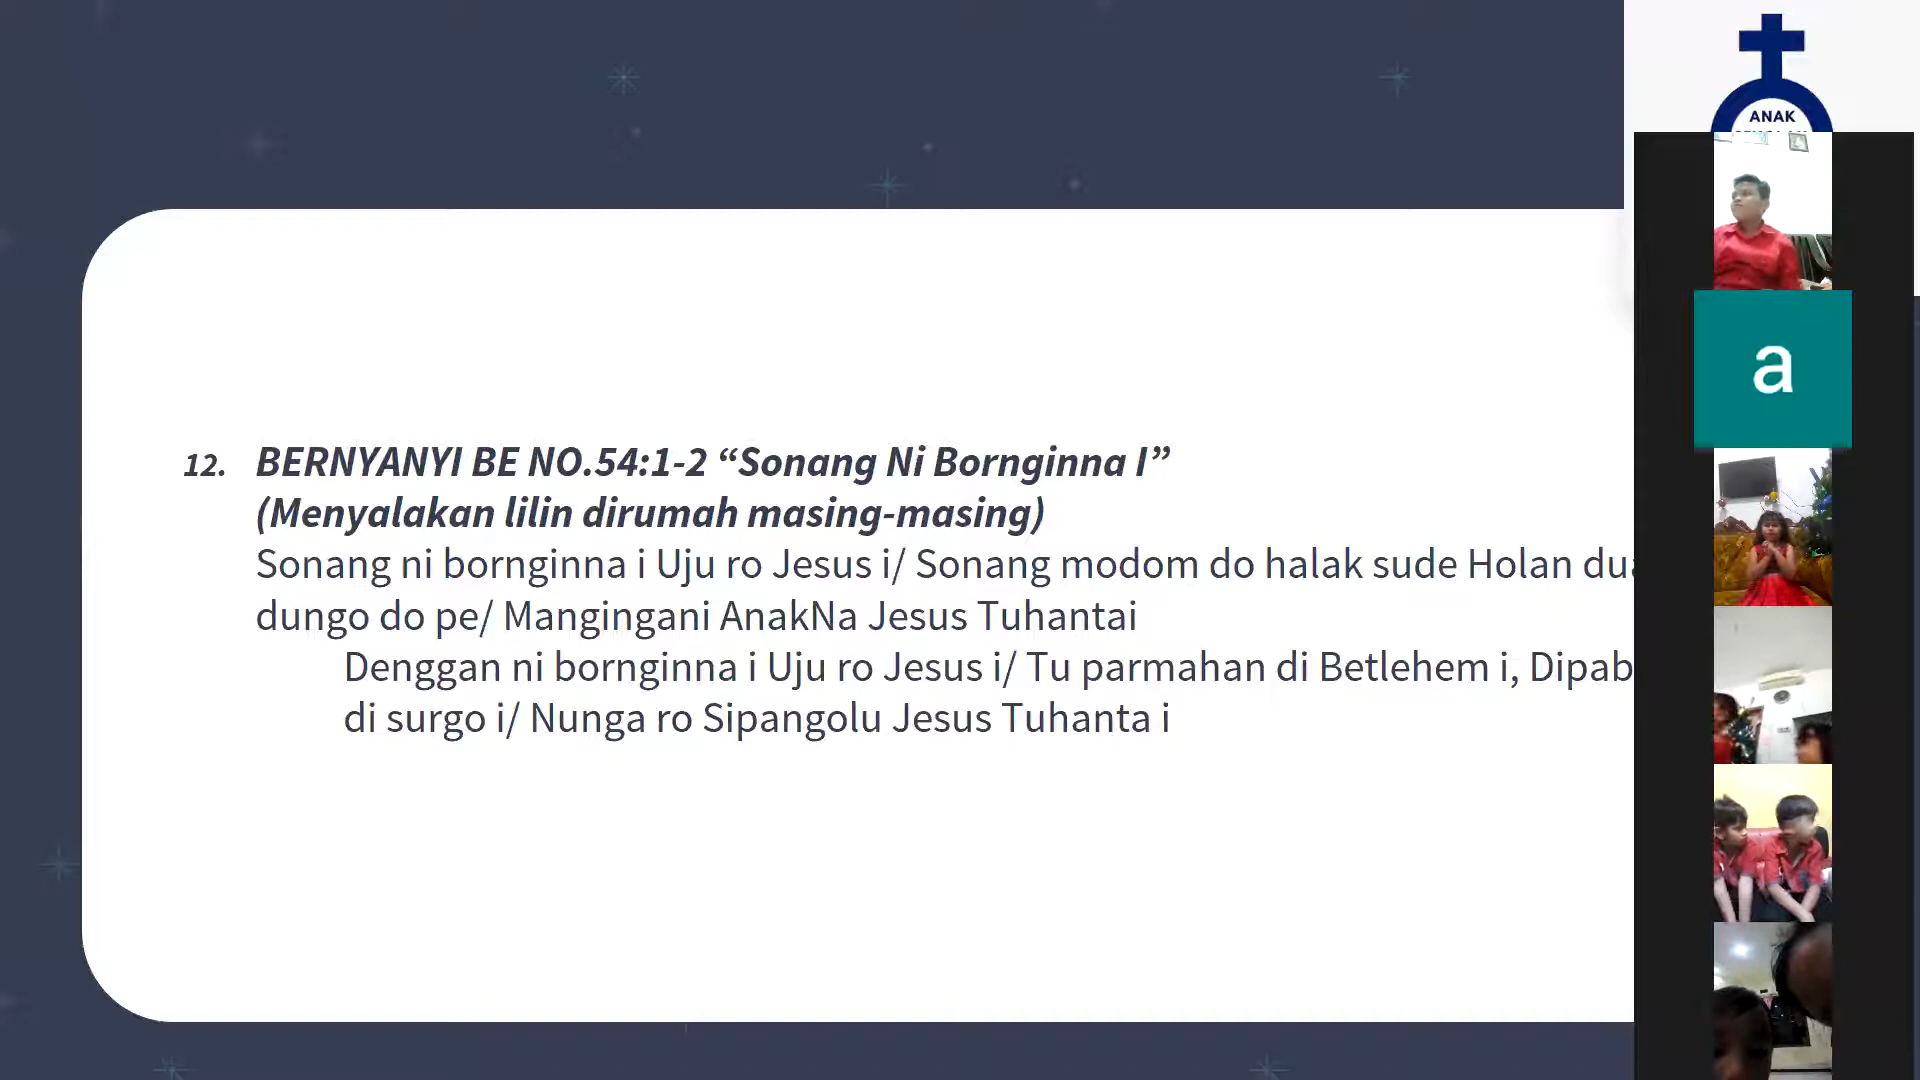 ANAK
a
12. BERNYANYI BE NO.54:1-2 “Sonang Ni Bornginna I”
(Menyalakan lilin dirumah masing-masing)
Sonang ni bornginna i Uju ro Jesus i/ Sonang modom do halak sude Holan
dungo do pe/ Mangingani AnakNa Jesus Tuhantai
Denggan ni bornginna i Uju ro Jesus i/ Tu parmahan di Betlehem i,
di surgo i/ Nunga ro Sipangolu Jesus Tuhanta i